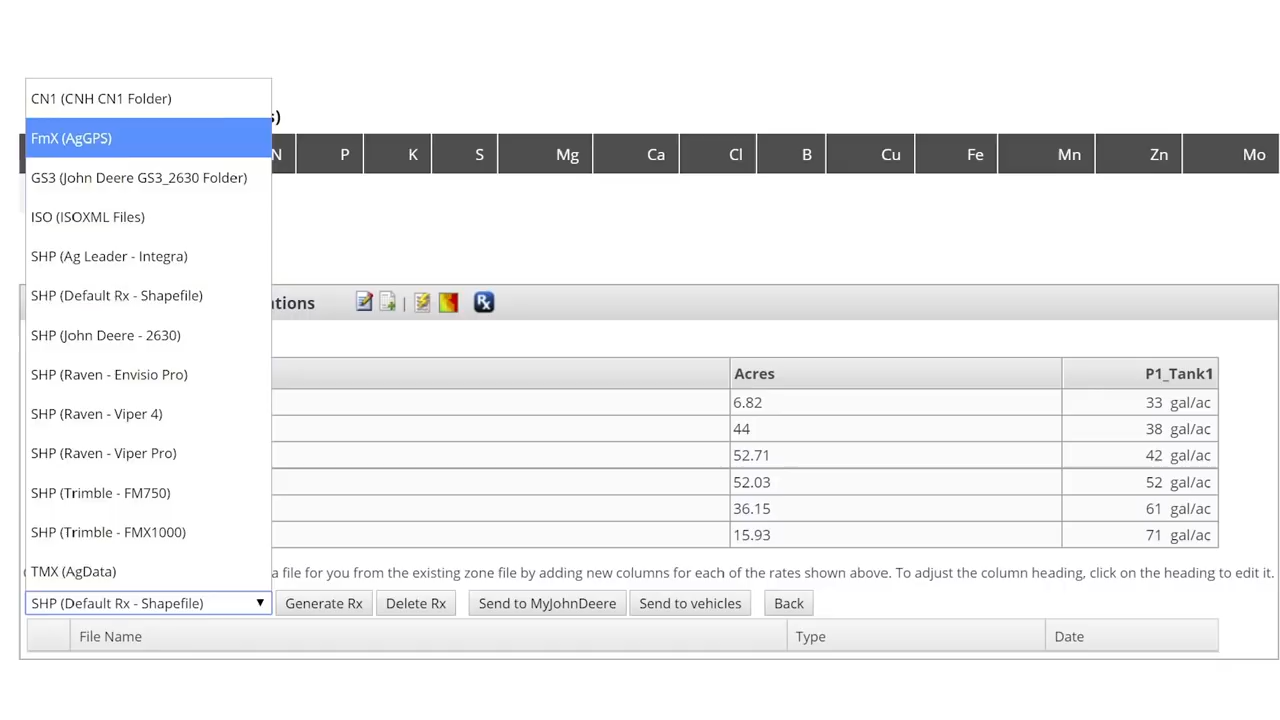 CN1 (CNH CN1 Folder)
s)
FmX (AgGPS)
N P K S Mg Ca Cl B Cu Fe Mn Zn Mo
GS3 (John Deere GS3_2630 Folder)
ISO (ISOXML Files)
SHP (Ag Leader - Integra)
SHP (Default Rx - Shapefile)
ations | Rx
SHP (John Deere - 2630)
SHP (Raven - Envisio Pro)
SHP (Raven - Viper 4)
SHP (Raven - Viper Pro)
SHP (Trimble - FM750)
SHP (Trimble - FMX1000)
TMX (AgData)
Acres P1_Tank1
6.82 33 gal/ac
44 38 gal/ac
52.71 42 gal/ac
52.03 52 gal/ac
36.15 61 gal/ac
15.93 71 gal/ac
a file for you from the existing zone file by adding new columns for each of the rates shown above. To adjust the column heading, click on the heading to edit it.
SHP (Default Rx - Shapefile) Generate Rx Delete Rx Send to MyJohnDeere Send to vehicles Back
File Name Type Date